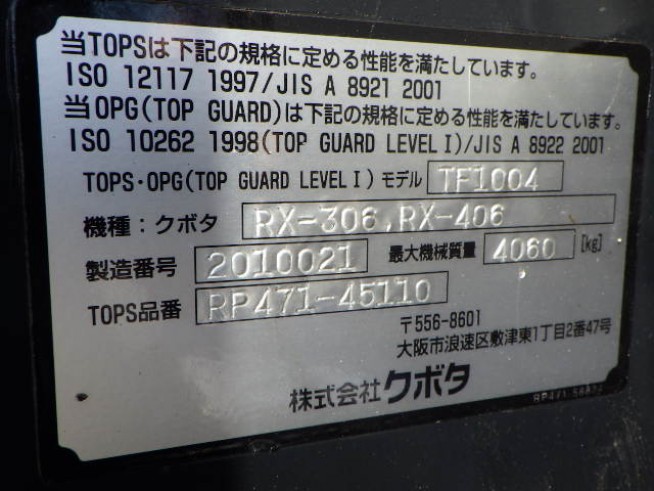 当TOPSは下記の規格に定める性能を満たしています。
ISO 12117 1997/JIS A 8921 2001
当OPG(TOP GUARD)は下記の規格に定める性能を満たしています。
ISO 10262 1998(TOP GUARD LEVEL I)/JIS A 8922 2001
TOPS・OPG(TOP GUARD LEVEL I) モデル TF1004
機種：クボタ RX-306,RX-406
製造番号 2010021 最大機械質量 4060 [kg]
TOPS品番 RP471-45110
〒556-8601
大阪市浪速区敷津東1丁目2番47号
株式会社クボタ